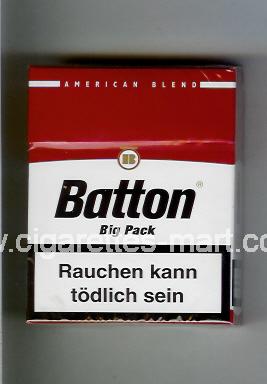 AMERICAN BLEND
B
Batton®
Big Pack
www.cigarettes-mart.com
Rauchen kann
tödlich sein